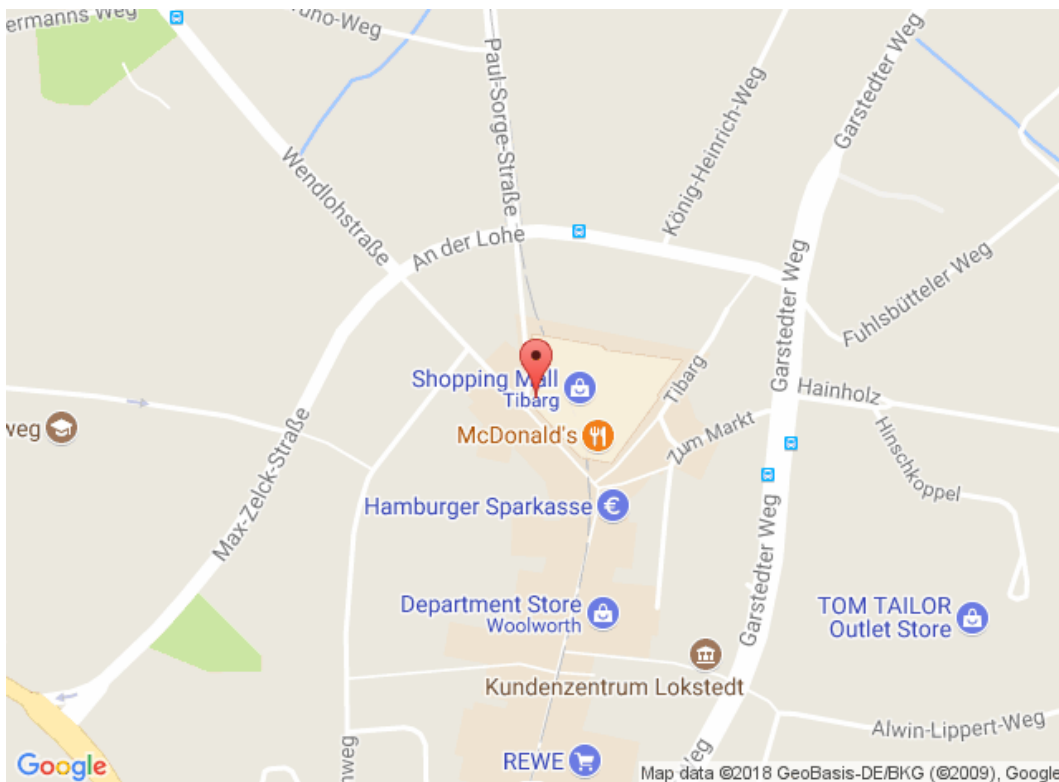 ermanns Weg
uno-Weg
Paul-Sorge-Straße
Garstedter Weg
König-Heinrich-Weg
Wendlohstraße
An der Lohe
Garstedter Weg
Fuhlsbütteler Weg
Shopping Mall
Tibarg
Tibarg
Hainholz
weg
McDonald's
Zum Markt
Hinschkoppel
Max-Zelck-Straße
Hamburger Sparkasse
Garstedter Weg
Department Store
Woolworth
TOM TAILOR
Outlet Store
Kundenzentrum Lokstedt
Alwin-Lippert-Weg
nweg
REWE
Weg
Google
Map data ©2018 GeoBasis-DE/BKG (©2009), Google